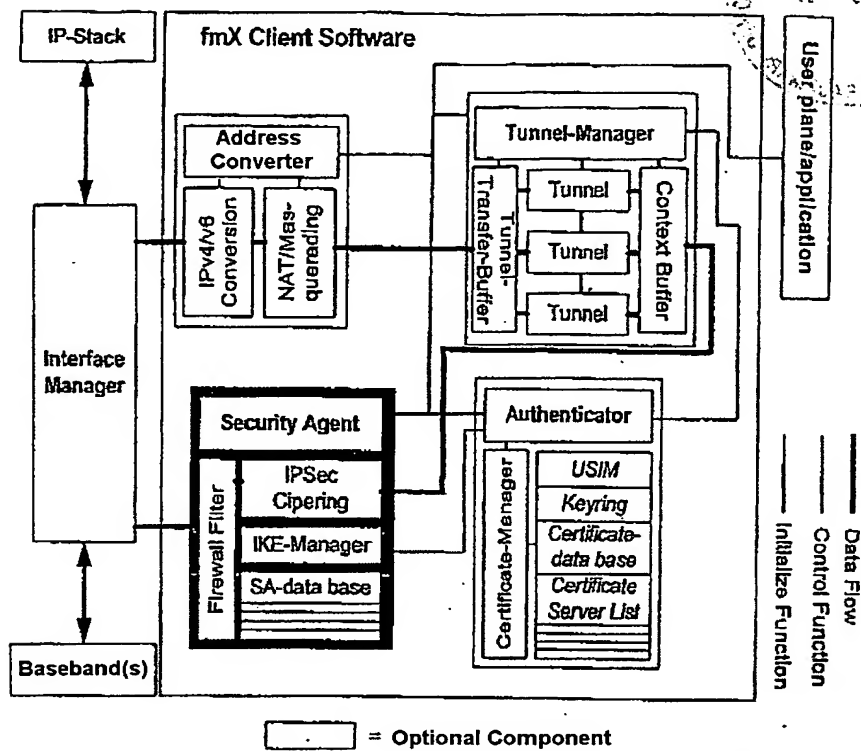 IP-Stack
fmX Client Software
User plane/application
Address
Converter
IPv4/v6
Conversion
NAT/Mas-
querading
Tunnel-Manager
Tunnel-
Transfer-Buffer
Tunnel
Tunnel
Tunnel
Context Buffer
Interface
Manager
Security Agent
Firewall Filter
IPSec
Cipering
IKE-Manager
SA-data base
Authenticator
Certificate-Manager
USIM
Keyring
Certificate-
data base
Certificate
Server List
Data Flow
Control Function
Initialize Function
Baseband(s)
= Optional Component